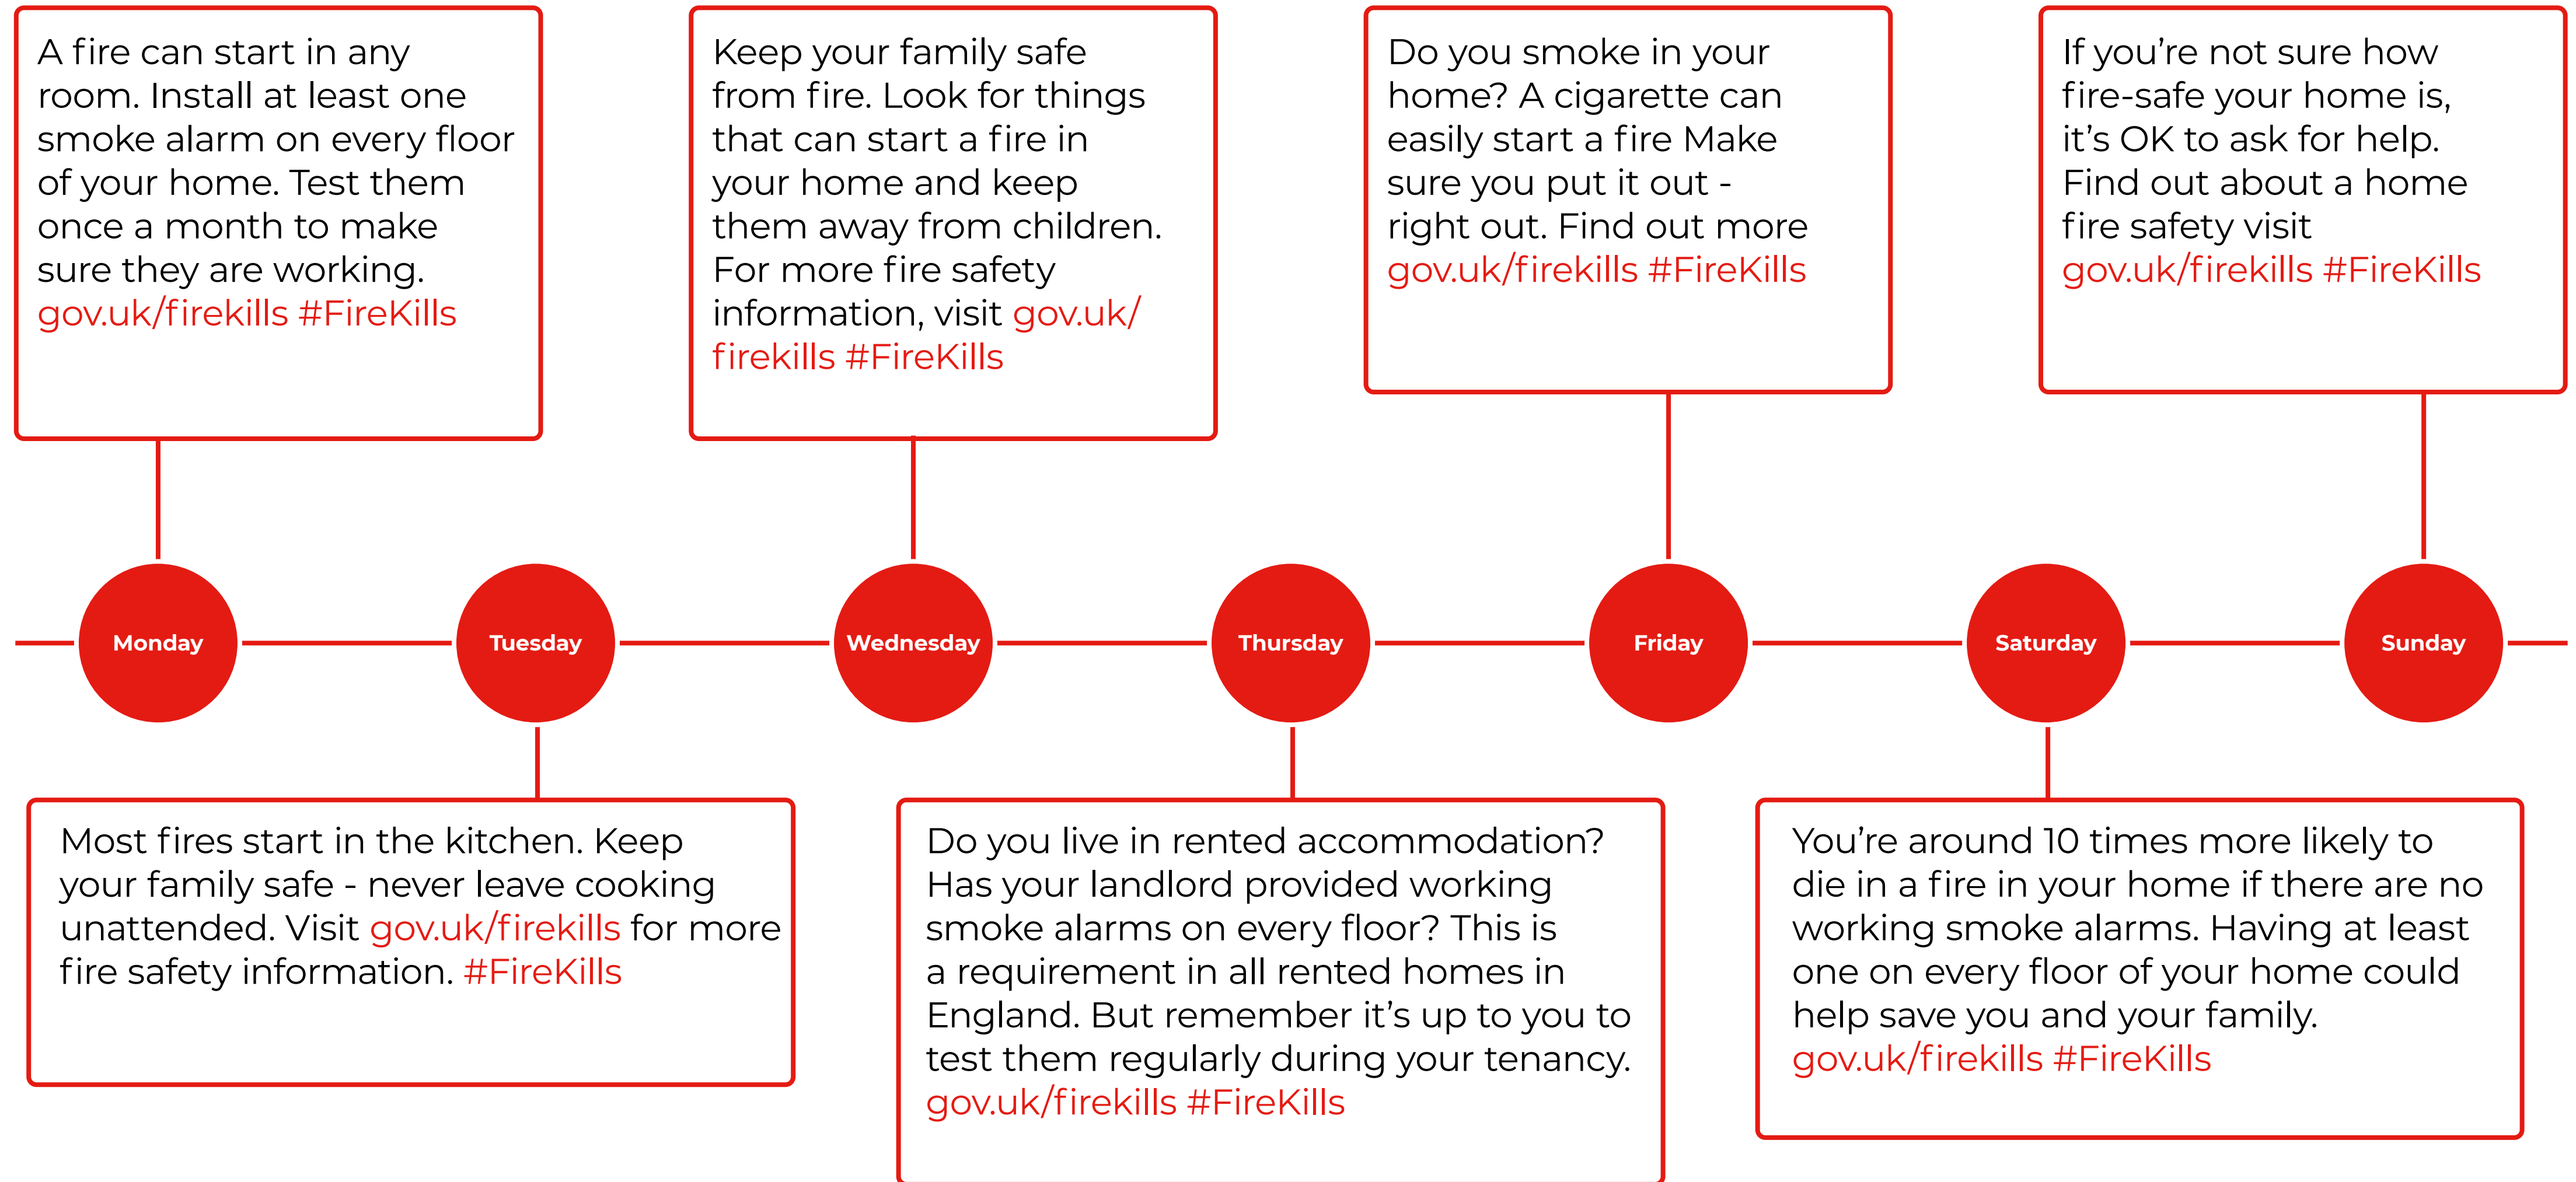 A fire can start in any
room. Install at least one
smoke alarm on every floor
of your home. Test them
once a month to make
sure they are working.
gov.uk/firekills #FireKills
Keep your family safe
from fire. Look for things
that can start a fire in
your home and keep
them away from children.
For more fire safety
information, visit gov.uk/
firekills #FireKills
Do you smoke in your
home? A cigarette can
easily start a fire Make
sure you put it out -
right out. Find out more
gov.uk/firekills #FireKills
If you’re not sure how
fire-safe your home is,
it’s OK to ask for help.
Find out about a home
fire safety visit
gov.uk/firekills #FireKills
Monday
Tuesday
Wednesday
Thursday
Friday
Saturday
Sunday
Most fires start in the kitchen. Keep
your family safe - never leave cooking
unattended. Visit gov.uk/firekills for more
fire safety information. #FireKills
Do you live in rented accommodation?
Has your landlord provided working
smoke alarms on every floor? This is
a requirement in all rented homes in
England. But remember it’s up to you to
test them regularly during your tenancy.
gov.uk/firekills #FireKills
You’re around 10 times more likely to
die in a fire in your home if there are no
working smoke alarms. Having at least
one on every floor of your home could
help save you and your family.
gov.uk/firekills #FireKills